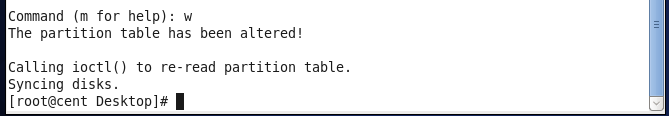 Command (m for help): w
The partition table has been altered!
Calling ioctl() to re-read partition table.
Syncing disks.
[root@cent Desktop]#